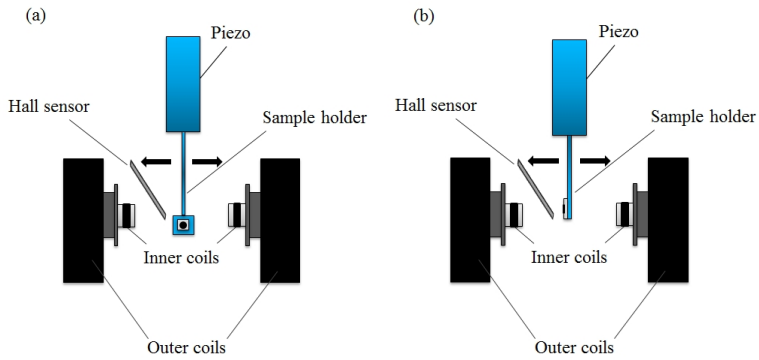 (a)
Piezo
Hall sensor
Sample holder
Inner coils
Outer coils
(b)
Piezo
Hall sensor
Sample holder
Inner coils
Outer coils